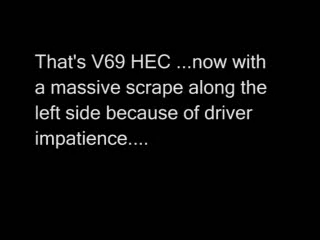 That's V69 HEC ...now with
a massive scrape along the
left side because of driver
impatience....